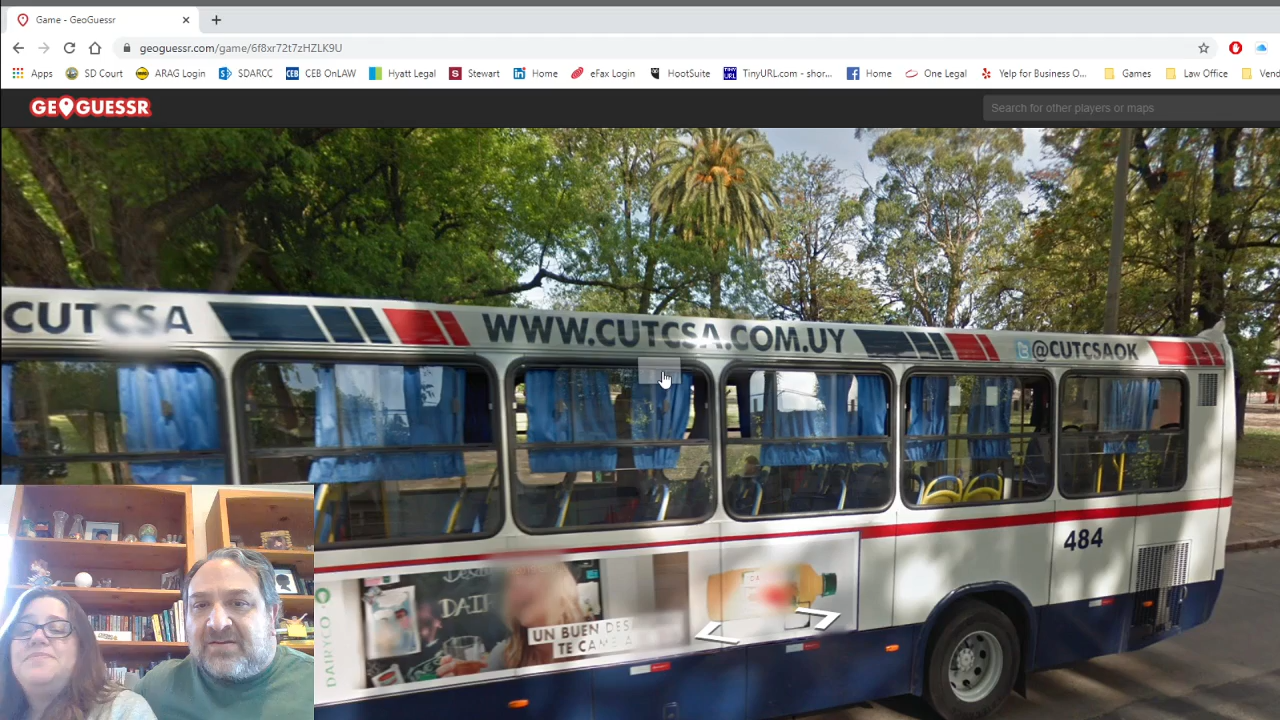 Game - GeoGuessr
geoguessr.com/game/6f8xr72t7zHZLK9U
Apps SD Court ARAG Login SDARCC CEB OnLAW Hyatt Legal Stewart Home eFax Login HootSuite TinyURL.com - shor... Home One Legal Yelp for Business O... Games Law Office Vend
GEOGUESSR
Search for other players or maps
CUTCSA WWW.CUTCSA.COM.UY @CUTCSAOK
484
DAIRYCO
UN BUEN DES
TE CAMBIA